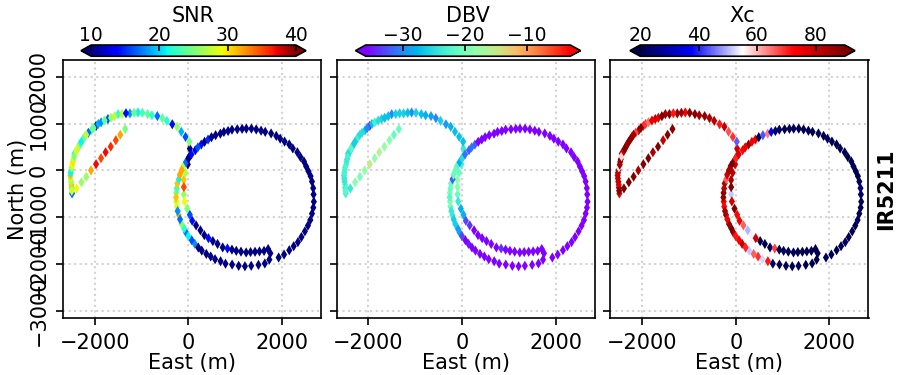 SNR DBV Xc
10 20 30 40 −30 −20 −10 20 40 60 80
2000
1000
0
−1000
−2000
−3000
North (m)
IR5211
−2000 0 2000 −2000 0 2000 −2000 0 2000
East (m) East (m) East (m)